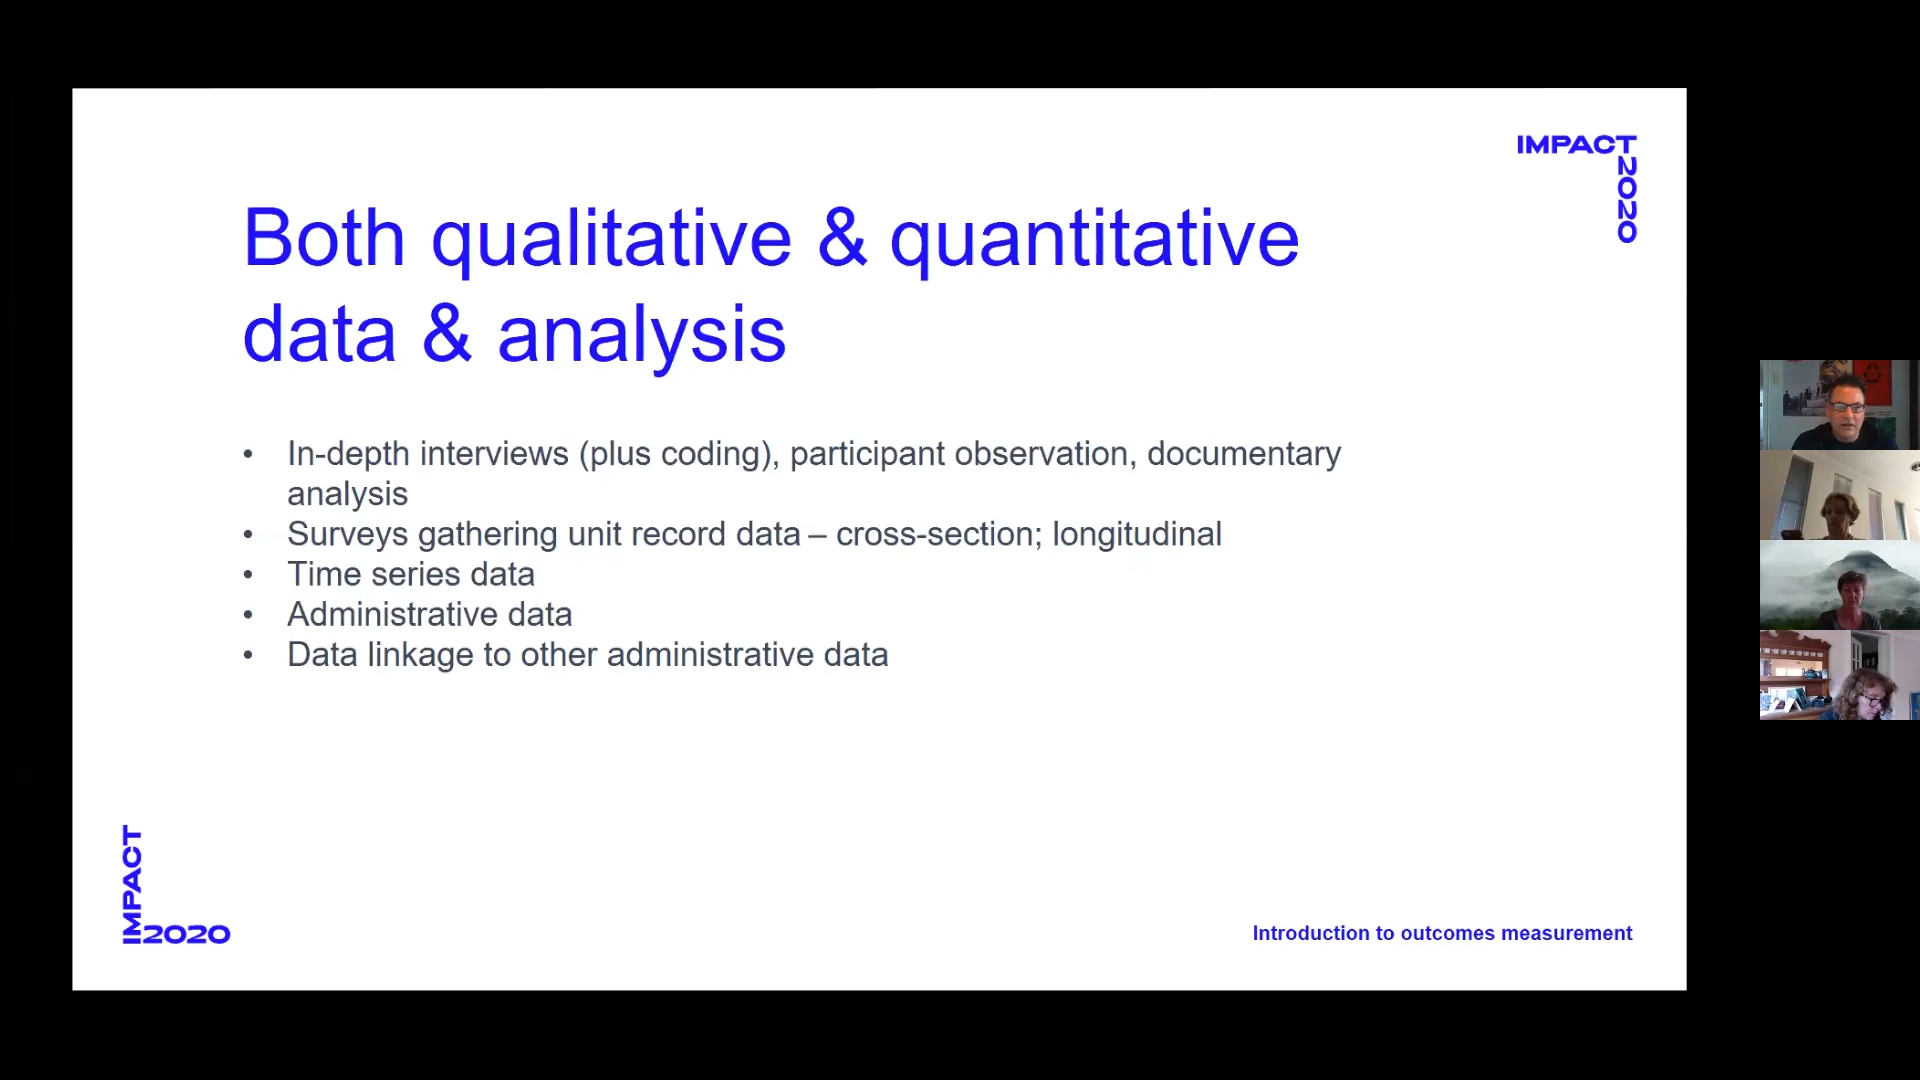 IMPACT
2020
Both qualitative & quantitative
data & analysis
• In-depth interviews (plus coding), participant observation, documentary
analysis
• Surveys gathering unit record data – cross-section; longitudinal
• Time series data
• Administrative data
• Data linkage to other administrative data
IMPACT
2020
Introduction to outcomes measurement